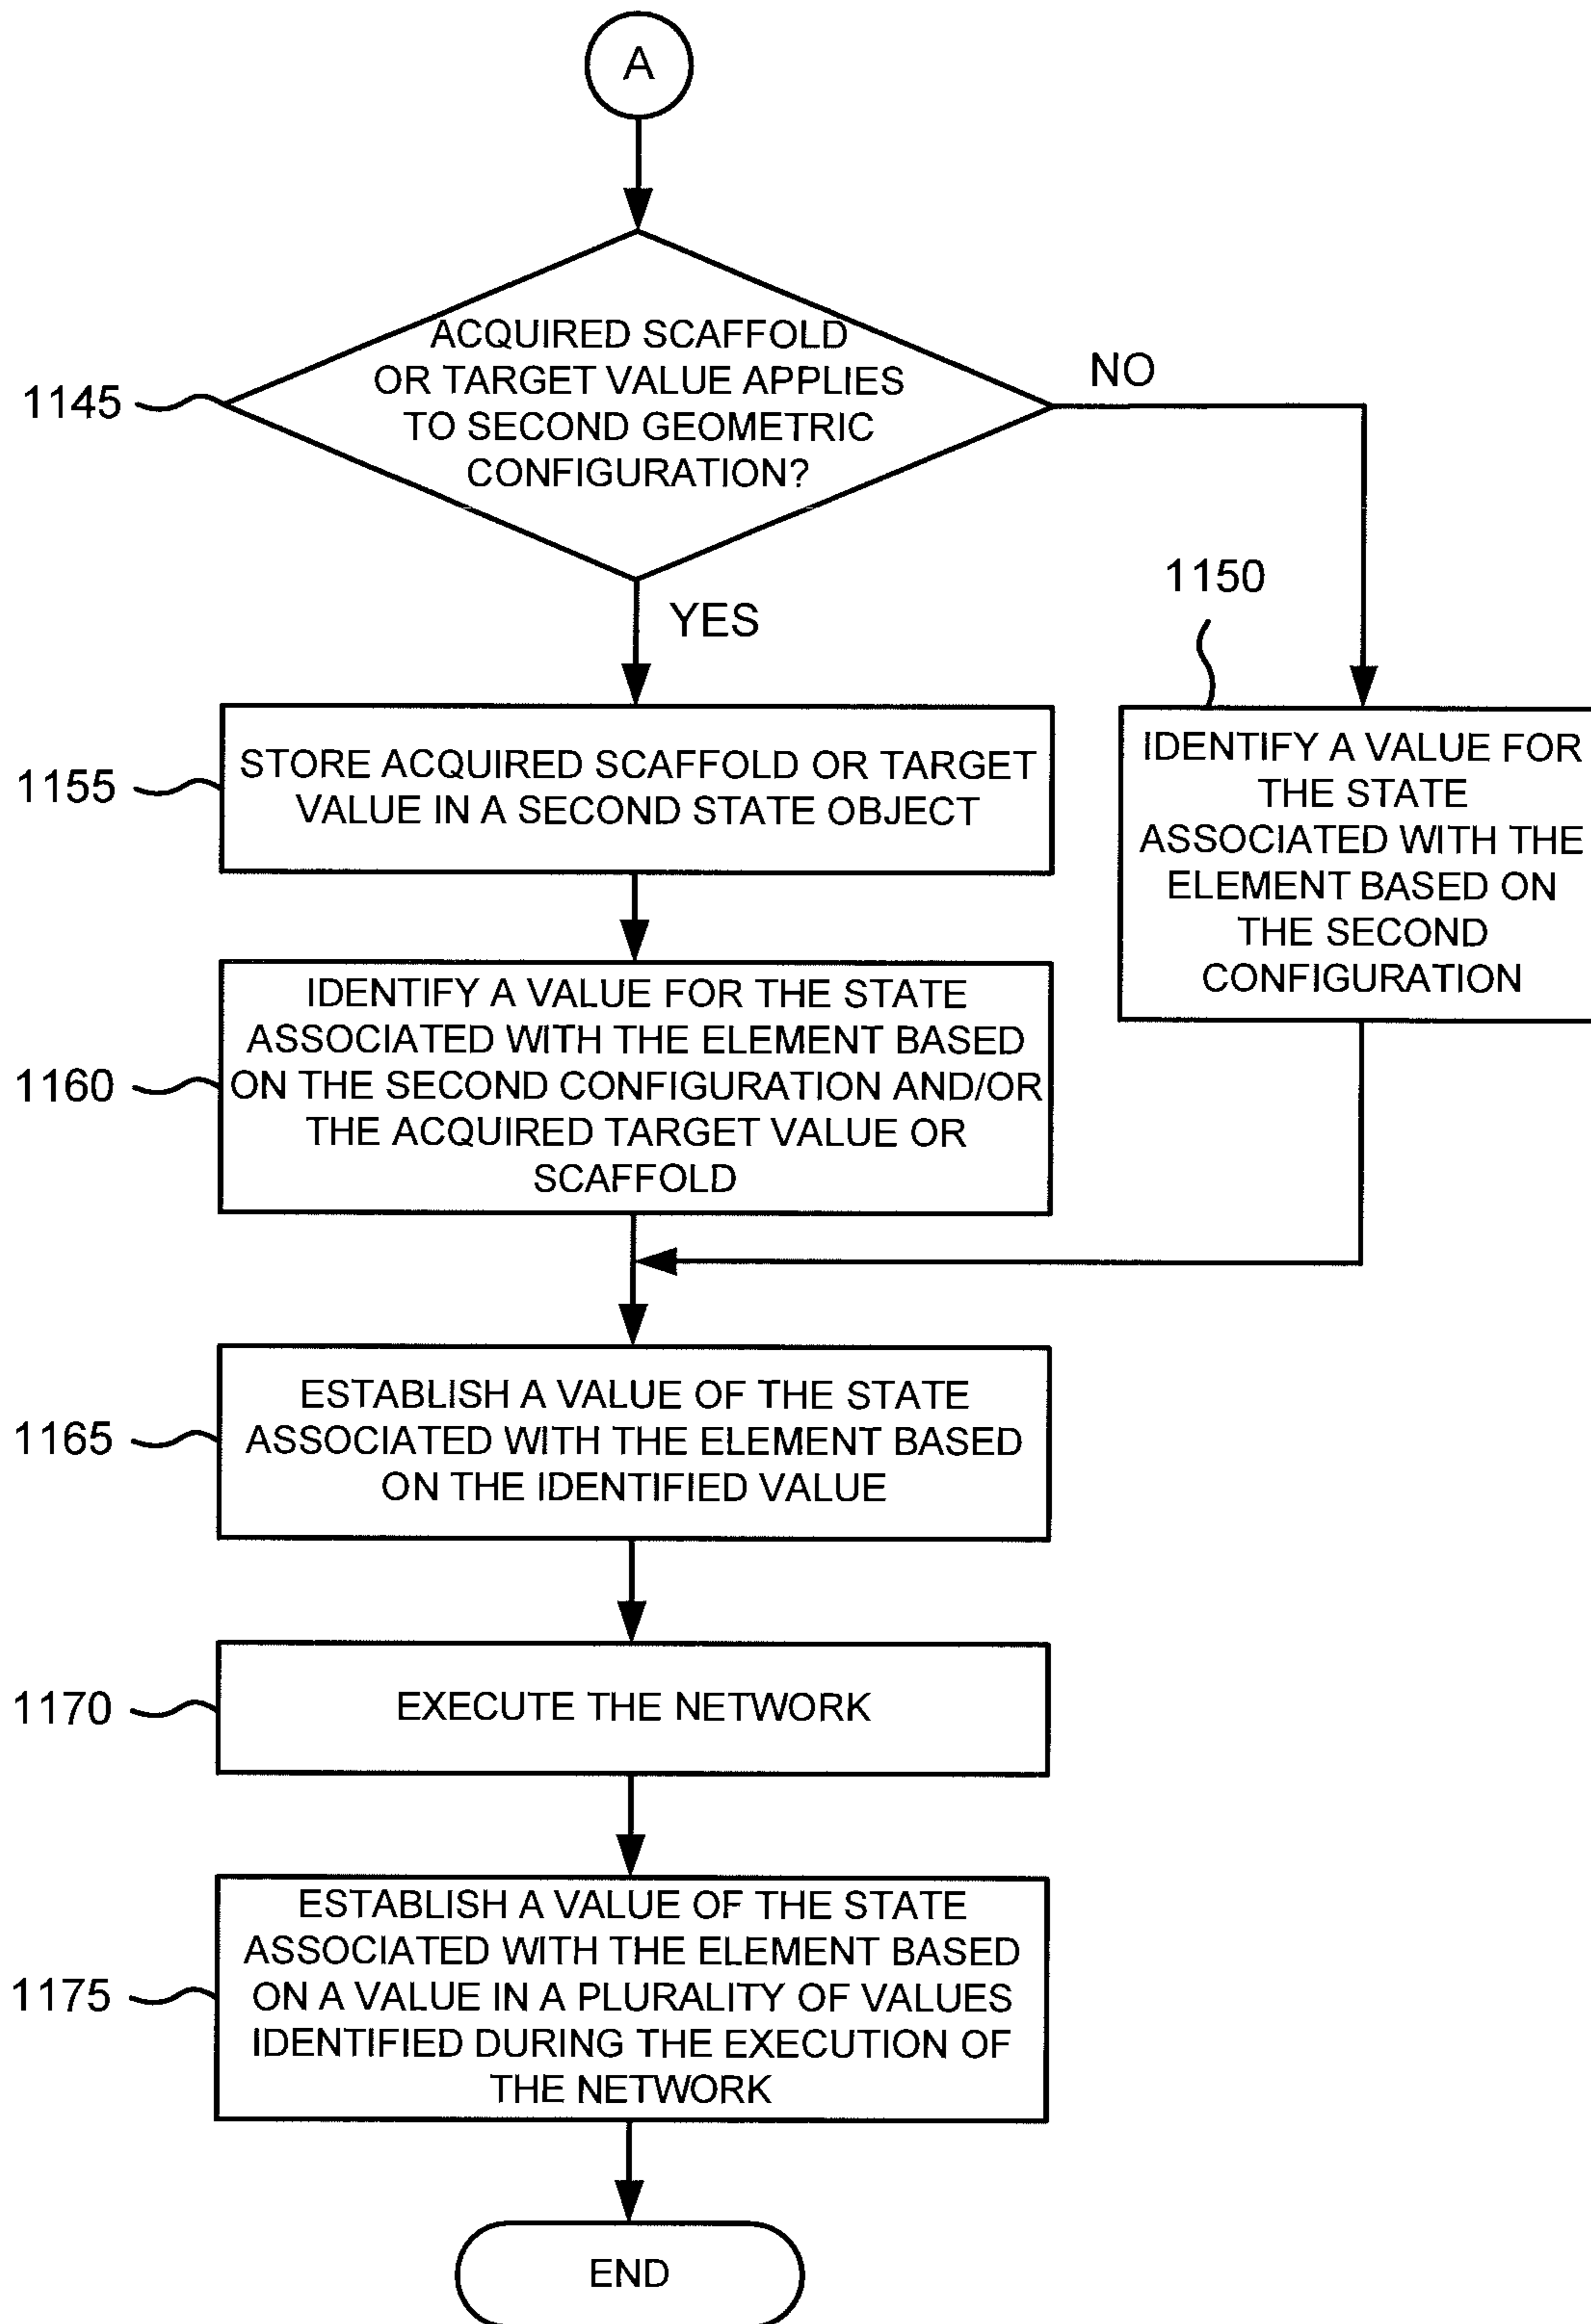 A
ACQUIRED SCAFFOLD
OR TARGET VALUE APPLIES
TO SECOND GEOMETRIC
CONFIGURATION?
1145
NO
YES
1150
IDENTIFY A VALUE FOR
THE STATE
ASSOCIATED WITH THE
ELEMENT BASED ON
THE SECOND
CONFIGURATION
1155
STORE ACQUIRED SCAFFOLD OR TARGET
VALUE IN A SECOND STATE OBJECT
1160
IDENTIFY A VALUE FOR THE STATE
ASSOCIATED WITH THE ELEMENT BASED
ON THE SECOND CONFIGURATION AND/OR
THE ACQUIRED TARGET VALUE OR
SCAFFOLD
1165
ESTABLISH A VALUE OF THE STATE
ASSOCIATED WITH THE ELEMENT BASED
ON THE IDENTIFIED VALUE
1170
EXECUTE THE NETWORK
1175
ESTABLISH A VALUE OF THE STATE
ASSOCIATED WITH THE ELEMENT BASED
ON A VALUE IN A PLURALITY OF VALUES
IDENTIFIED DURING THE EXECUTION OF
THE NETWORK
END